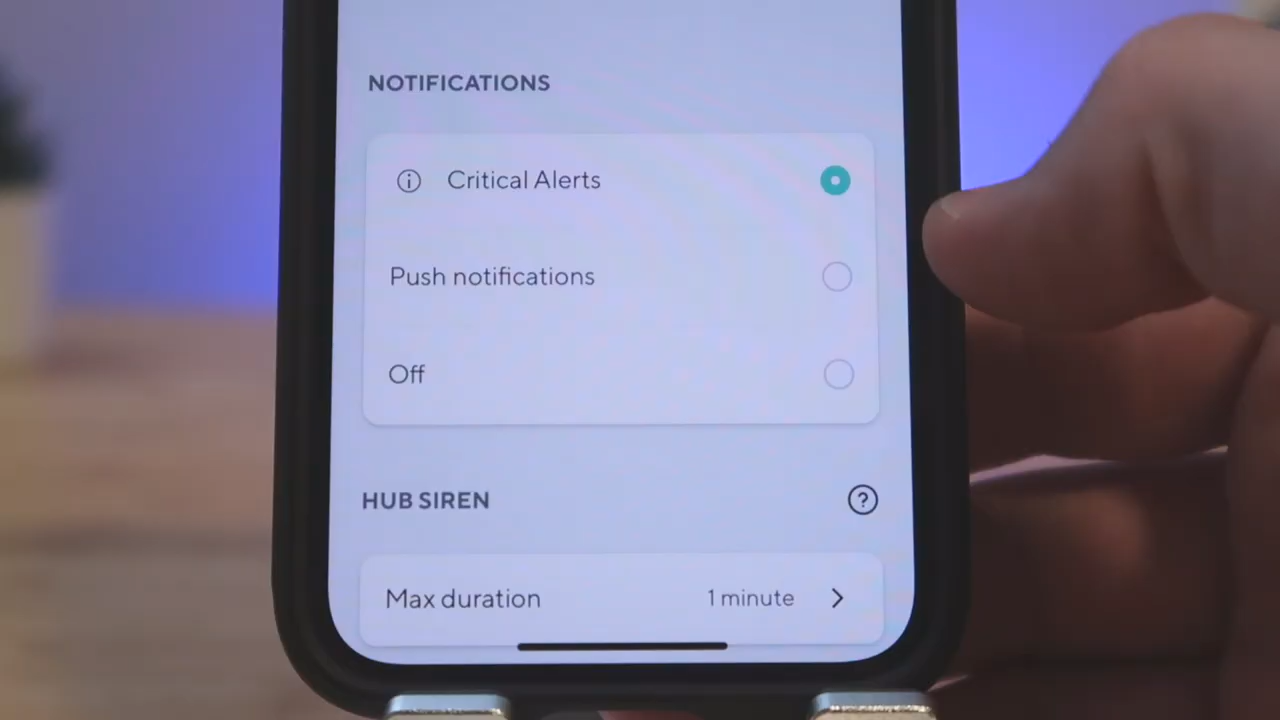 NOTIFICATIONS
Critical Alerts
Push notifications
Off
HUB SIREN
Max duration 1 minute